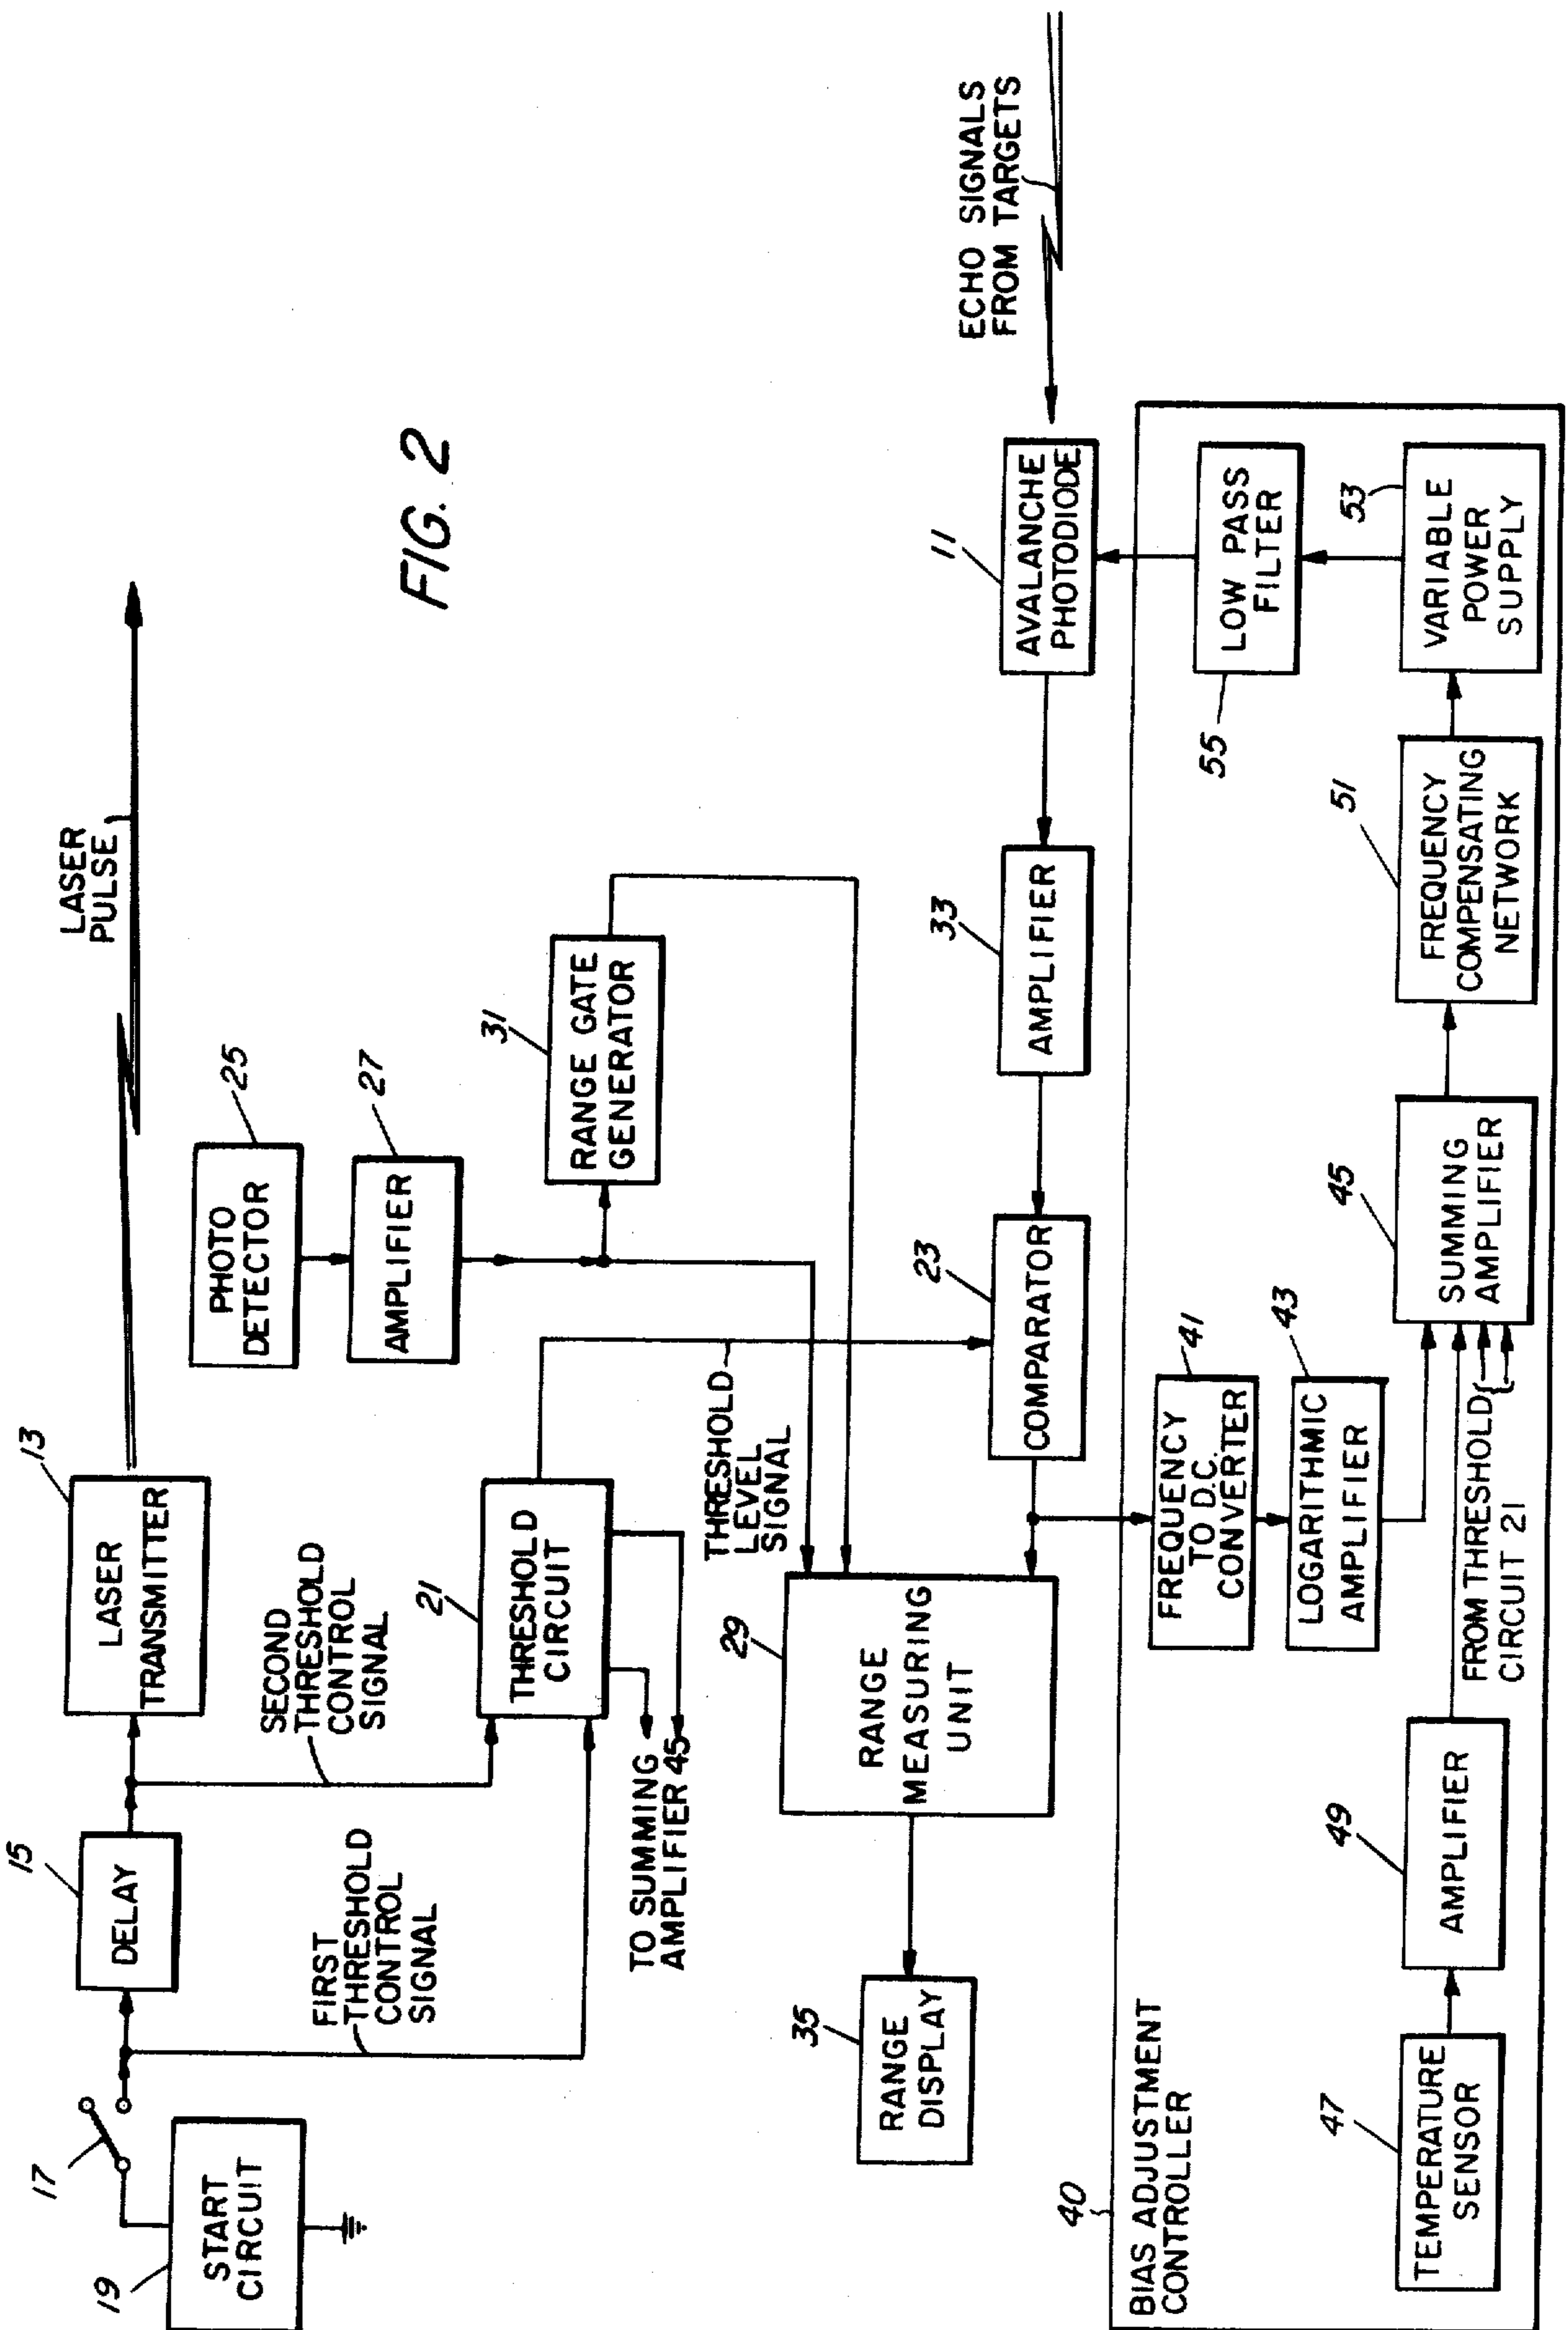 17
19
START
CIRCUIT
15
DELAY
13
LASER
TRANSMITTER
LASER
PULSE
FIRST
THRESHOLD
CONTROL
SIGNAL
SECOND
THRESHOLD
CONTROL
SIGNAL
25
PHOTO
DETECTOR
27
AMPLIFIER
31
RANGE GATE
GENERATOR
FIG. 2
21
THRESHOLD
CIRCUIT
TO SUMMING
AMPLIFIER 45
THRESHOLD
LEVEL
SIGNAL
35
RANGE
DISPLAY
29
RANGE
MEASURING
UNIT
23
COMPARATOR
33
AMPLIFIER
11
AVALANCHE
PHOTODIODE
ECHO SIGNALS
FROM TARGETS
40
BIAS ADJUSTMENT
CONTROLLER
41
FREQUENCY
TO D.C.
CONVERTER
43
LOGARITHMIC
AMPLIFIER
55
LOW PASS
FILTER
47
TEMPERATURE
SENSOR
49
AMPLIFIER
FROM THRESHOLD
CIRCUIT 21
45
SUMMING
AMPLIFIER
51
FREQUENCY
COMPENSATING
NETWORK
53
VARIABLE
POWER
SUPPLY